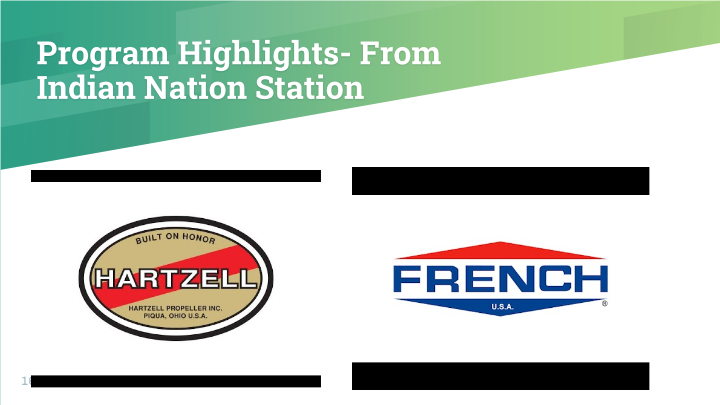 Program Highlights- From
Indian Nation Station
BUILT ON HONOR
HARTZELL
HARTZELL PROPELLER INC.
PIQUA, OHIO U.S.A.
FRENCH
U.S.A.
®